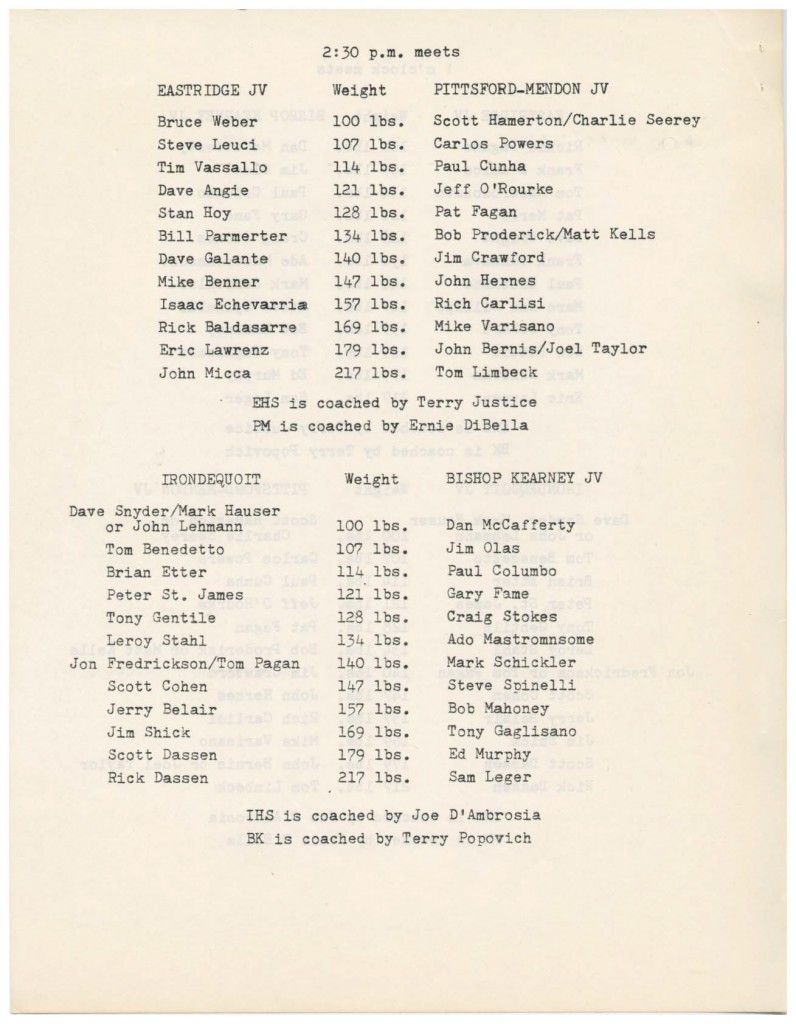 2:30 p.m. meets
EASTRIDGE JV Weight PITTSFORD-MENDON JV
Bruce Weber 100 lbs. Scott Hamerton/Charlie Seerey
Steve Leuci 107 lbs. Carlos Powers
Tim Vassallo 114 lbs. Paul Cunha
Dave Angie 121 lbs. Jeff O'Rourke
Stan Hoy 128 lbs. Pat Fagan
Bill Parmerter 134 lbs. Bob Proderick/Matt Kells
Dave Galante 140 lbs. Jim Crawford
Mike Benner 147 lbs. John Hernes
Isaac Echevarria 157 lbs. Rich Carlisi
Rick Baldasarre 169 lbs. Mike Varisano
Eric Lawrenz 179 lbs. John Bernis/Joel Taylor
John Micca 217 lbs. Tom Limbeck
EHS is coached by Terry Justice
PM is coached by Ernie DiBella
IRONDEQUOIT Weight BISHOP KEARNEY JV
Dave Snyder/Mark Hauser
or John Lehmann 100 lbs. Dan McCafferty
Tom Benedetto 107 lbs. Jim Olas
Brian Etter 114 lbs. Paul Columbo
Peter St. James 121 lbs. Gary Fame
Tony Gentile 128 lbs. Craig Stokes
Leroy Stahl 134 lbs. Ado Mastromnsome
Jon Fredrickson/Tom Pagan 140 lbs. Mark Schickler
Scott Cohen 147 lbs. Steve Spinelli
Jerry Belair 157 lbs. Bob Mahoney
Jim Shick 169 lbs. Tony Gaglisano
Scott Dassen 179 lbs. Ed Murphy
Rick Dassen 217 lbs. Sam Leger
IHS is coached by Joe D'Ambrosia
BK is coached by Terry Popovich